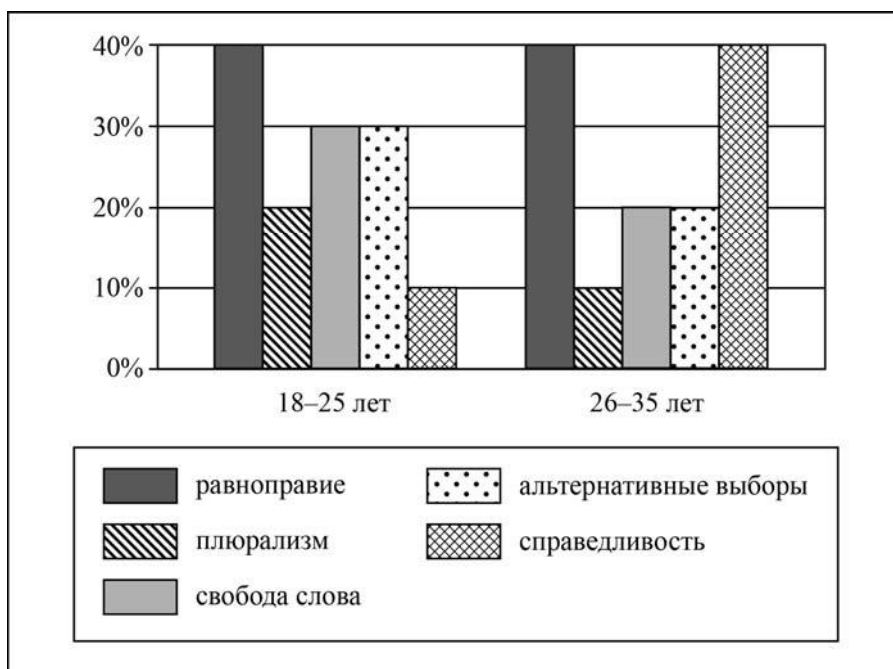 40%
30%
20%
10%
0%
18–25 лет
26–35 лет
равноправие
плюрализм
свобода слова
альтернативные выборы
справедливость